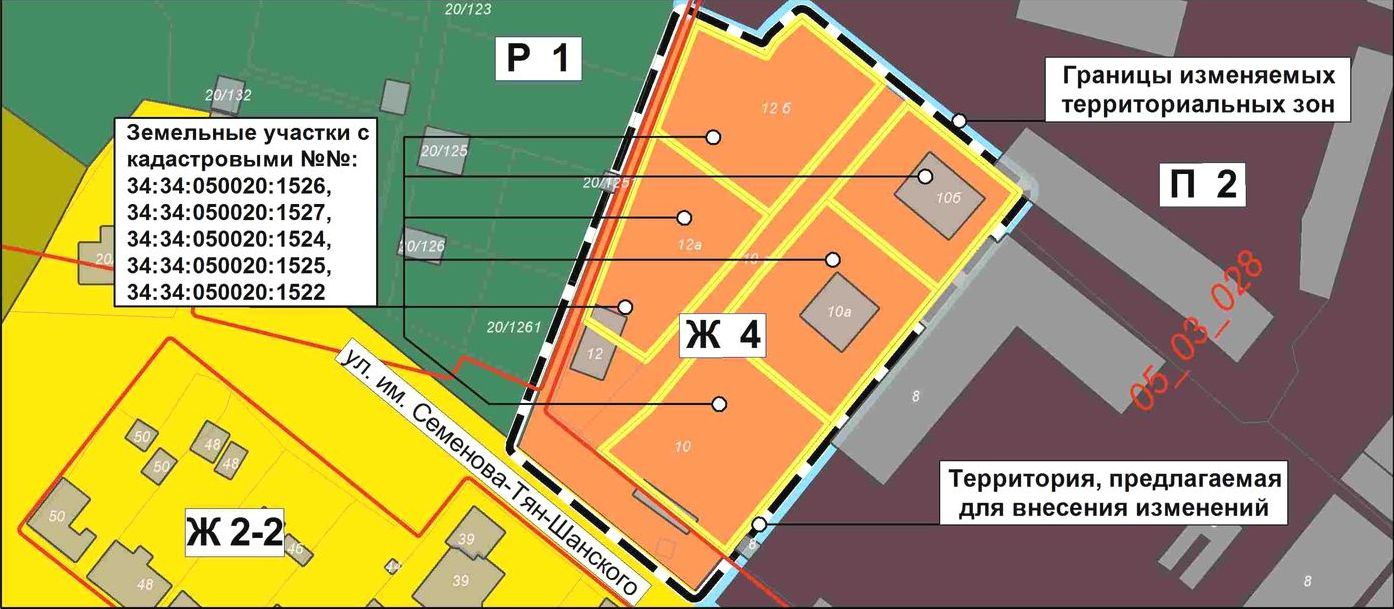 20/123
Р 1
Границы изменяемых
территориальных зон
20/132
Земельные участки с
кадастровыми №№:
34:34:050020:1526,
34:34:050020:1527,
34:34:050020:1524,
34:34:050020:1525,
34:34:050020:1522
12 б
20/125
20/1251
10б
П 2
20/126
12а
10а
05_03_028
20/1261
12
Ж 4
ул. им. Семенова-Тян-Шанского
8
10
50
48
50
48
Территория, предлагаемая
для внесения изменений
50
Ж 2-2
39
46
44
48
39
8
8